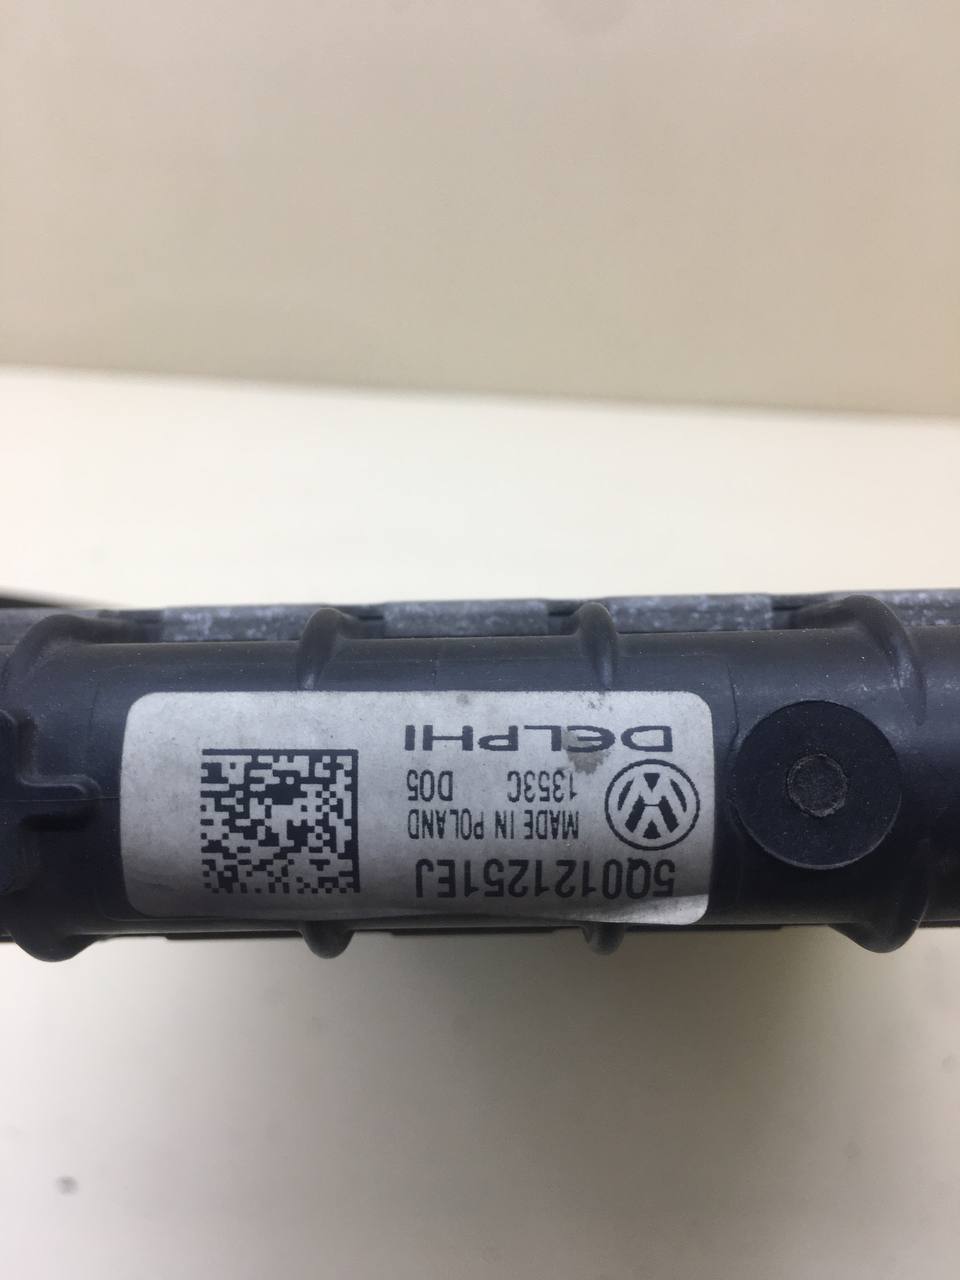 5Q0121251EJ
MADE IN POLAND
1353C D05
DELPHI